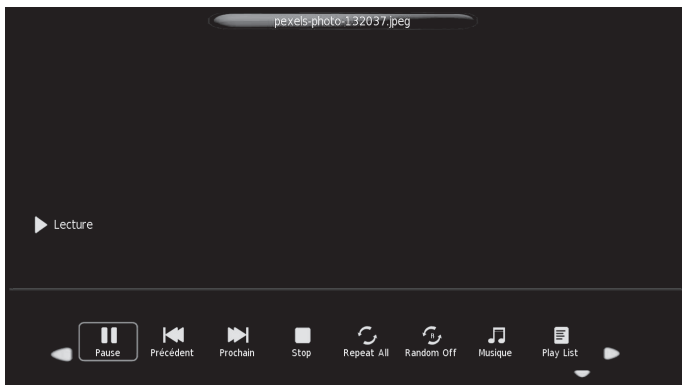 pexels-photo-132037.jpeg
Lecture
Pause
Précédent
Prochain
Stop
Repeat All
Random Off
Musique
Play List